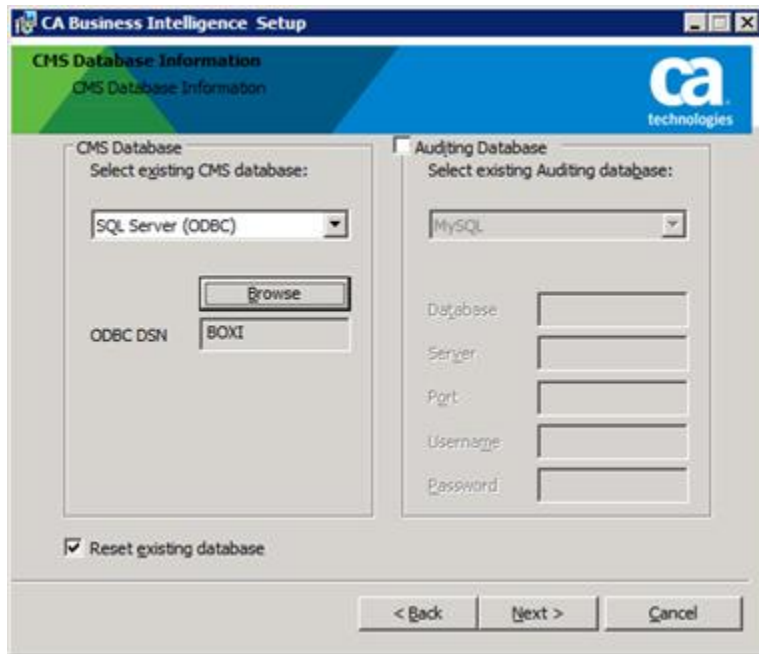 CA Business Intelligence Setup
CMS Database Information
CMS Database Information
ca
technologies
CMS Database
Select existing CMS database:
SQL Server (ODBC)
Browse
ODBC DSN
BOXI
Auditing Database
Select existing Auditing database:
MySQL
Database
Server
Port
Username
Password
Reset existing database
< Back
Next >
Cancel